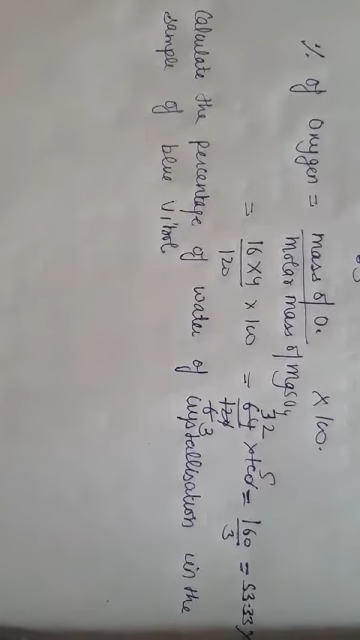 % of Oxygen = mass of O. / molar mass of MgSO4 × 100.
= 16 × 4 / 120 × 100 = 64 / 120 × 100 = 160 / 3 = 53.33%
Calculate the percentage of water of crystallisation in the
sample of blue Vitrol.